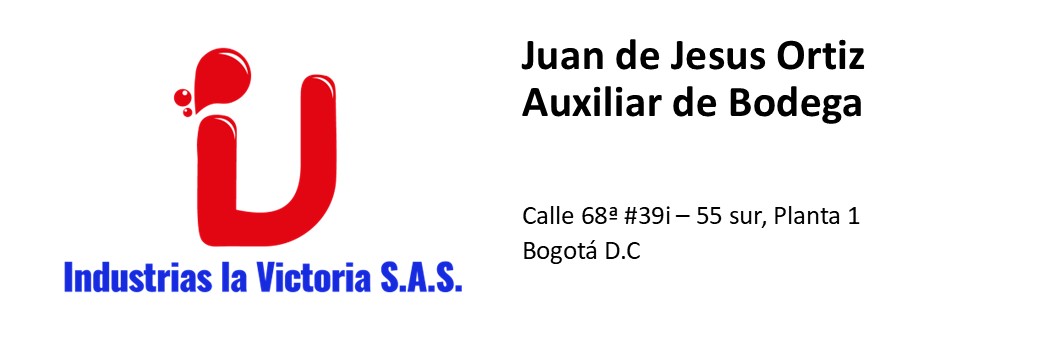 Juan de Jesus Ortiz
Auxiliar de Bodega
Calle 68ª #39i – 55 sur, Planta 1
Bogotá D.C
Industrias la Victoria S.A.S.